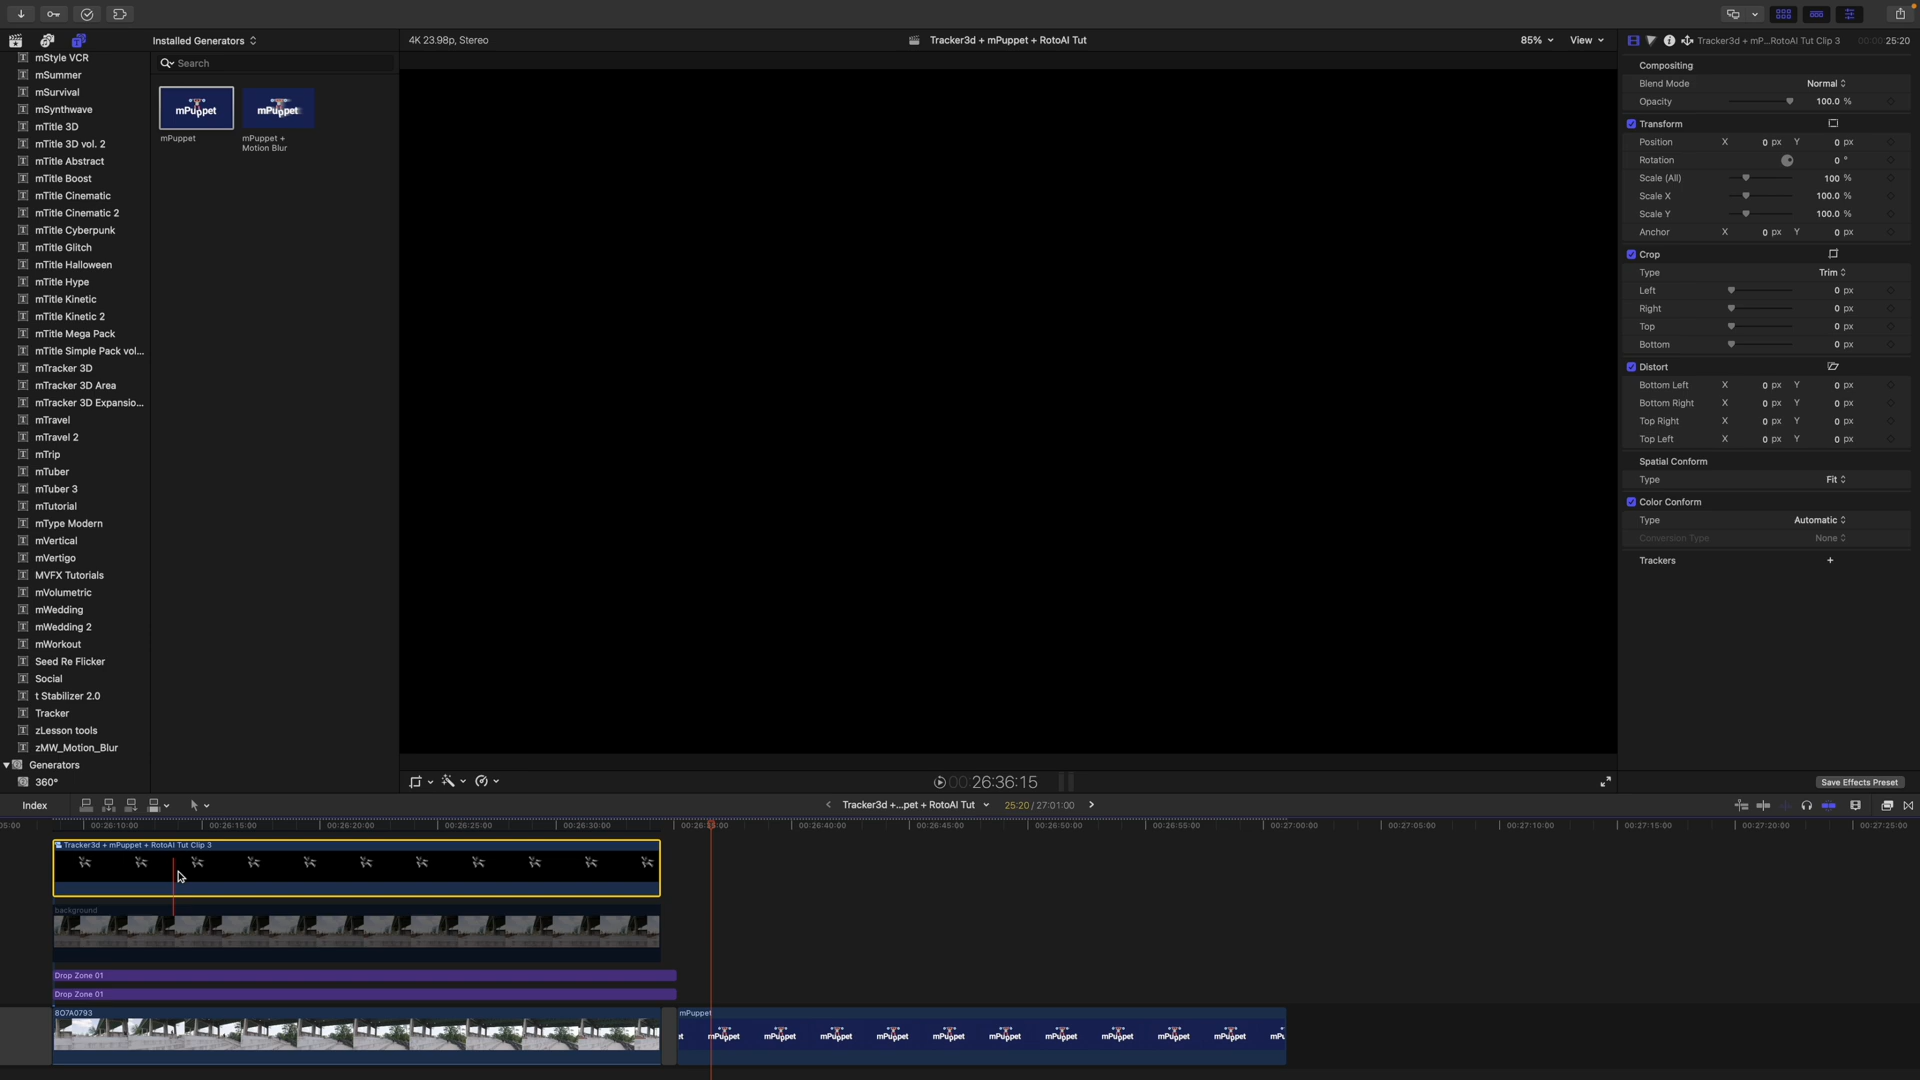 Installed Generators
4K 23.98p, Stereo
Tracker3d + mPuppet + RotoAI Tut
85%
View
Tracker3d + mP...RotoAI Tut Clip 3
00:00:25:20
mStyle VCR
mSummer
mSurvival
mSynthwave
mTitle 3D
mTitle 3D vol. 2
mTitle Abstract
mTitle Boost
mTitle Cinematic
mTitle Cinematic 2
mTitle Cyberpunk
mTitle Glitch
mTitle Halloween
mTitle Hype
mTitle Kinetic
mTitle Kinetic 2
mTitle Mega Pack
mTitle Simple Pack vol...
mTracker 3D
mTracker 3D Area
mTracker 3D Expansio...
mTravel
mTravel 2
mTrip
mTuber
mTuber 3
mTutorial
mType Modern
mVertical
mVertigo
MVFX Tutorials
mVolumetric
mWedding
mWedding 2
mWorkout
Seed Re Flicker
Social
t Stabilizer 2.0
Tracker
zLesson tools
zMW_Motion_Blur
Generators
360°
Search
mPuppet
mPuppet
mPuppet
mPuppet +
Motion Blur
Compositing
Blend Mode Normal
Opacity 100.0 %
Transform
Position X 0 px Y 0 px
Rotation 0 °
Scale (All) 100 %
Scale X 100.0 %
Scale Y 100.0 %
Anchor X 0 px Y 0 px
Crop
Type Trim
Left 0 px
Right 0 px
Top 0 px
Bottom 0 px
Distort
Bottom Left X 0 px Y 0 px
Bottom Right X 0 px Y 0 px
Top Right X 0 px Y 0 px
Top Left X 0 px Y 0 px
Spatial Conform
Type Fit
Color Conform
Type Automatic
Conversion Type None
Trackers +
Save Effects Preset
00:26:36:15
Index
Tracker3d +...pet + RotoAI Tut
25:20 / 27:01:00
05:00 00:26:10:00 00:26:15:00 00:26:20:00 00:26:25:00 00:26:30:00 00:26:35:00 00:26:40:00 00:26:45:00 00:26:50:00 00:26:55:00 00:27:00:00 00:27:05:00 00:27:10:00 00:27:15:00 00:27:20:00 00:27:25:00
Tracker3d + mPuppet + RotoAI Tut Clip 3
background
Drop Zone 01
Drop Zone 01
8O7A0793
mPuppet
mPuppet mPuppet mPuppet mPuppet mPuppet mPuppet mPuppet mPuppet mPuppet mPuppet